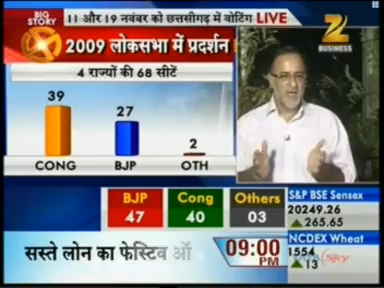 BIG STORY
11 और 19 नवंबर को छत्तीसगढ़ में वोटिंग LIVE
2009 लोकसभा में प्रदर्शन
Z
BUSINESS
4 राज्यों की 68 सीटें
39
27
2
CONG BJP OTH
BJP Cong Others
47 40 03
S&P BSE Sensex
20249.26
▲ 265.65
सस्ते लोन का फेस्टिव ऑ
09:00 PM
NCDEX Wheat
1554
▲ 13